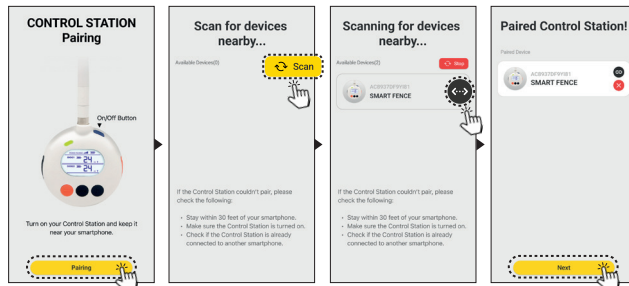 CONTROL STATION
Pairing
On/Off Button
24
24
Turn on your Control Station and keep it
near your smartphone.
Pairing
Scan for devices
nearby...
Available Devices(0)
Scan
If the Control Station couldn't pair, please
check the following:
• Stay within 30 feet of your smartphone.
• Make sure the Control Station is turned on.
• Check if the Control Station is already
connected to another smartphone.
Scanning for devices
nearby...
Available Devices(2)
Stop
SMART FENCE
If the Control Station couldn't pair, please
check the following:
• Stay within 30 feet of your smartphone.
• Make sure the Control Station is turned on.
• Check if the Control Station is already
connected to another smartphone.
Paired Control Station!
Paired Device
SMART FENCE
Next